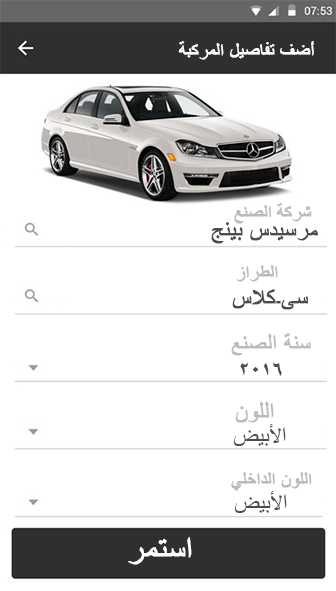 07:53
أضف تفاصيل المركبة
شركة الصنع
مرسيدس بينج
الطراز
سى-كلاس
سنة الصنع
٢٠١٦
اللون
الأبيض
اللون الداخلي
الأبيض
استمر